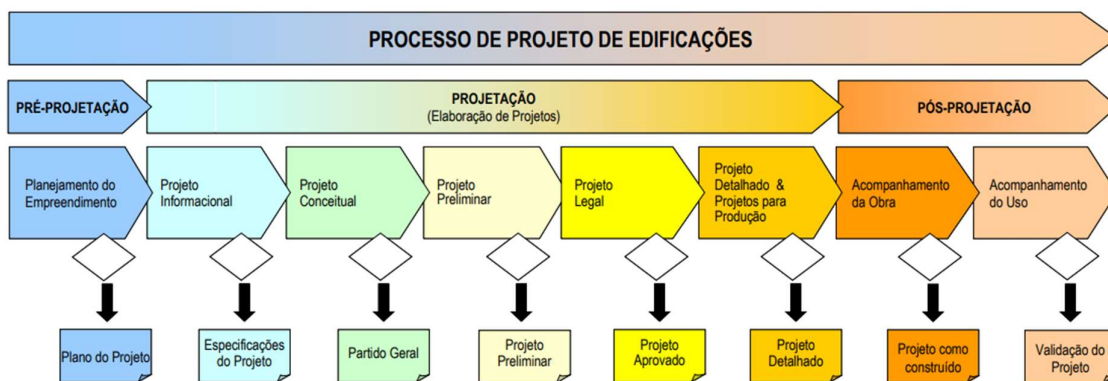 PROCESSO DE PROJETO DE EDIFICAÇÕES
PRÉ-PROJETAÇÃO
PROJETAÇÃO
(Elaboração de Projetos)
PÓS-PROJETAÇÃO
Planejamento do
Empreendimento
Projeto
Informacional
Projeto
Conceitual
Projeto
Preliminar
Projeto
Legal
Projeto
Detalhado &
Projetos para
Produção
Acompanhamento
da Obra
Acompanhamento
do Uso
Plano do Projeto
Especificações
do Projeto
Partido Geral
Projeto
Preliminar
Projeto
Aprovado
Projeto
Detalhado
Projeto como
construído
Validação do
Projeto